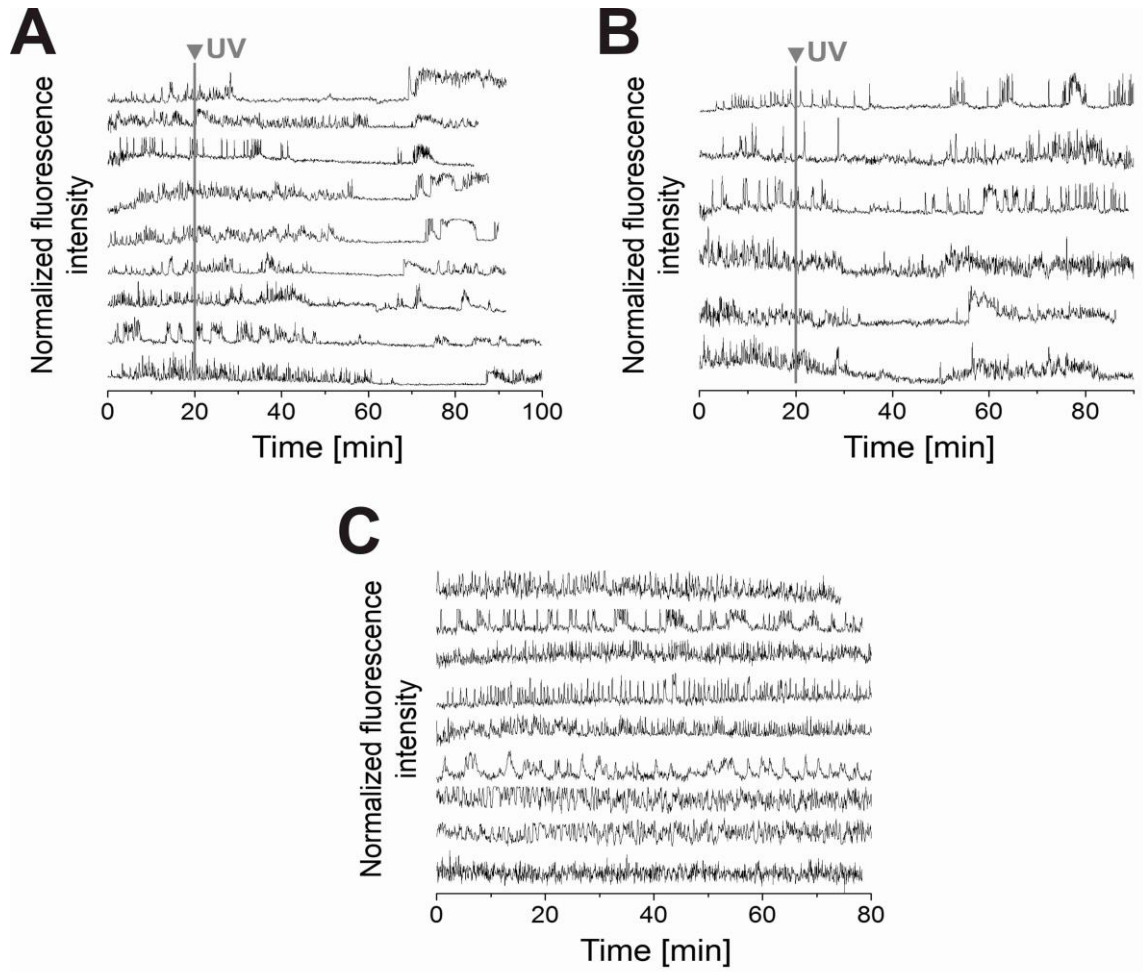 A
▼UV
Normalized fluorescence
intensity
0 20 40 60 80 100
Time [min]
B
▼UV
Normalized fluorescence
intensity
0 20 40 60 80
Time [min]
C
Normalized fluorescence
intensity
0 20 40 60 80
Time [min]